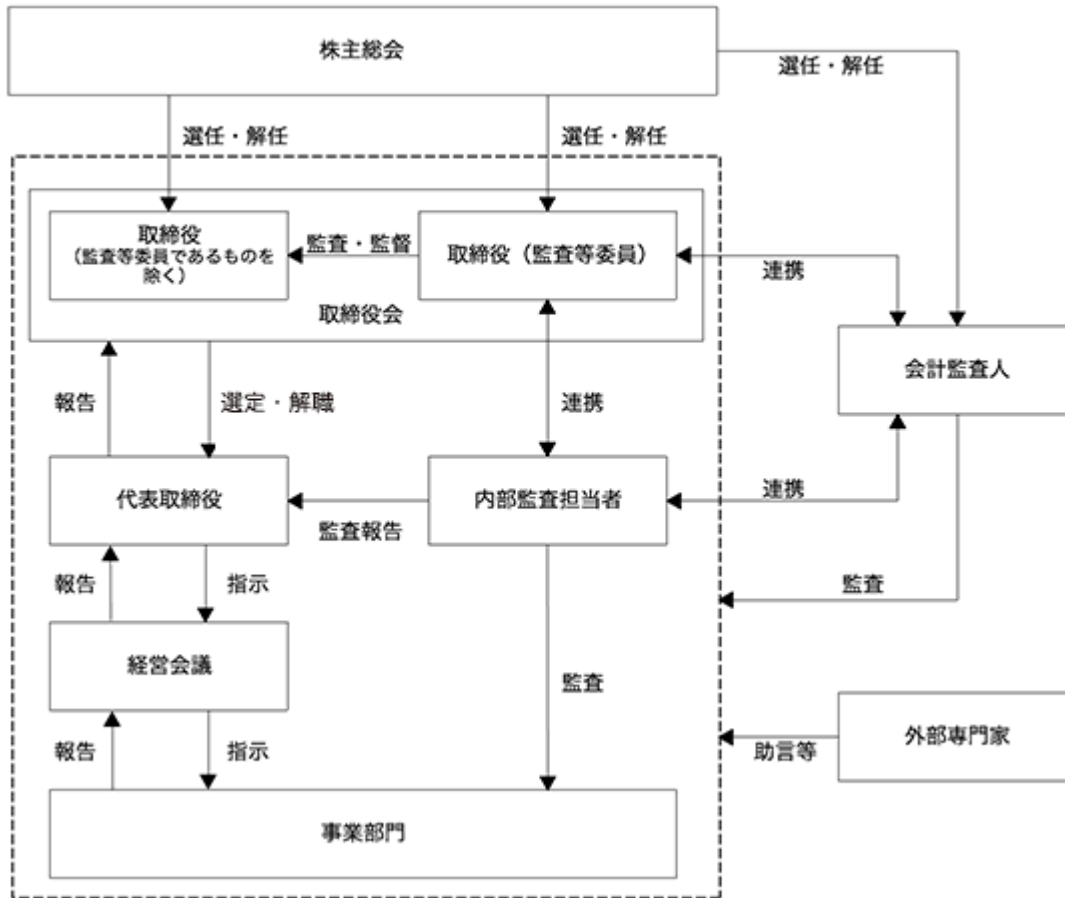 株主総会
選任・解任
選任・解任
選任・解任
取締役
（監査等委員であるものを
除く）
監査・監督
取締役（監査等委員）
連携
取締役会
会計監査人
報告
選定・解職
連携
代表取締役
監査報告
内部監査担当者
連携
報告
指示
監査
経営会議
監査
報告
指示
助言等
外部専門家
事業部門